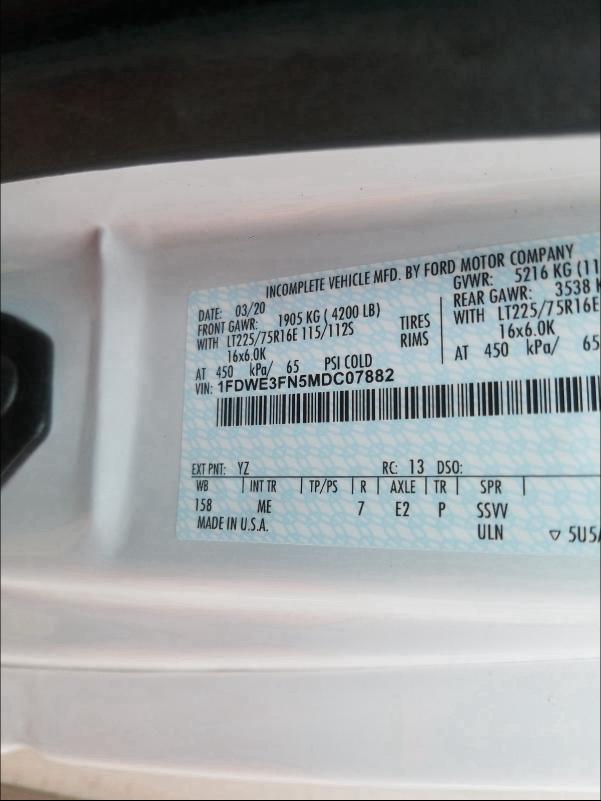 INCOMPLETE VEHICLE MFD. BY FORD MOTOR COMPANY
DATE: 03/20
GVWR: 5216 KG (11
FRONT GAWR: 1905 KG ( 4200 LB)
REAR GAWR: 3538 K
WITH LT225/75R16E 115/112S TIRES
WITH LT225/75R16E
16x6.0K RIMS
16x6.0K
AT 450 kPa/ 65 PSI COLD
AT 450 kPa/ 65
VIN: 1FDWE3FN5MDC07882
EXT PNT: YZ RC: 13 DSO:
WB INT TR TP/PS R AXLE TR SPR
158 ME 7 E2 P SSVV
MADE IN U.S.A. ULN ▽ 5U5A